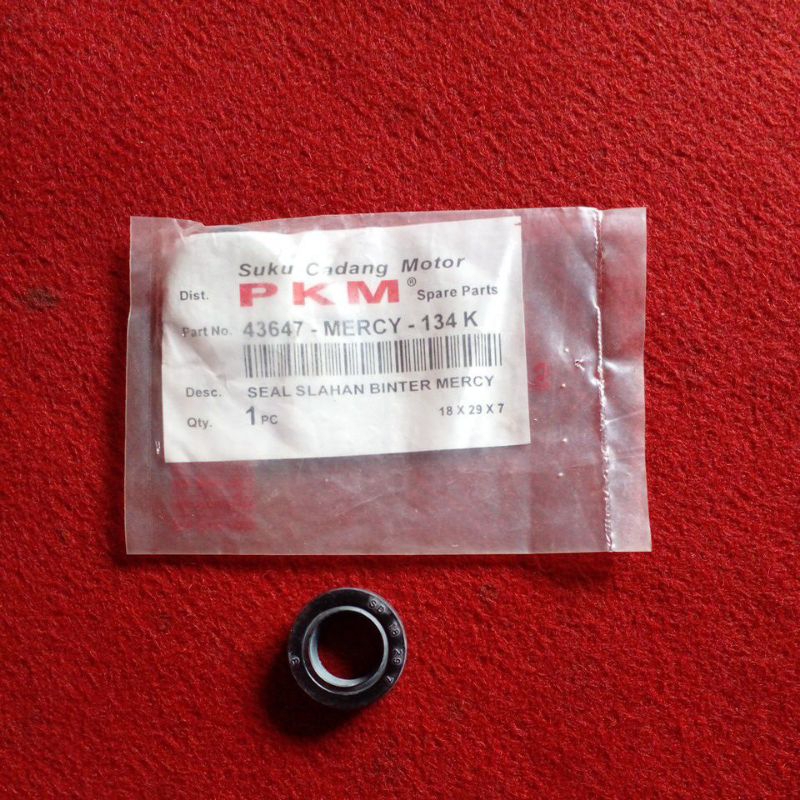 Suku Cadang Motor
Dist. PKM® Spare Parts
Part No. 43647 - MERCY - 134 K
Desc. SEAL SLAHAN BINTER MERCY
Qty. 1 PC 18 X 29 X 7